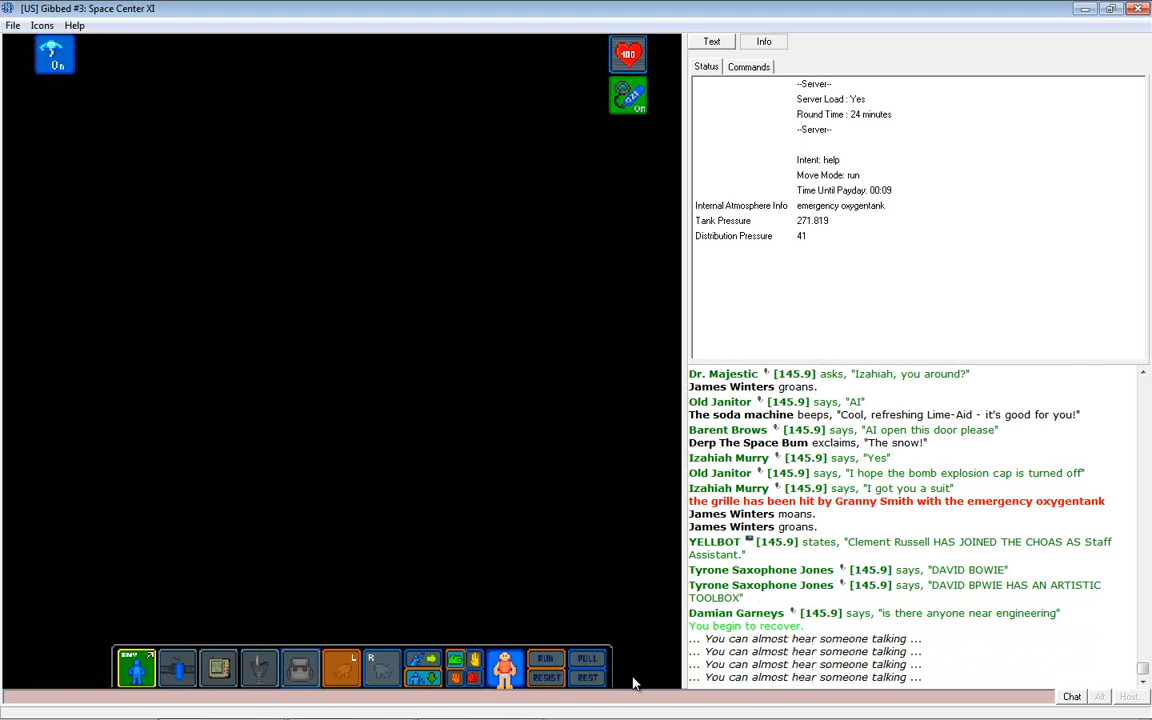 [US] Gibbed #3: Space Center XI
File Icons Help
On
100
On
Text Info
Status Commands
--Server--
Server Load : Yes
Round Time : 24 minutes
--Server--
Intent: help
Move Mode: run
Time Until Payday: 00:09
Internal Atmosphere Info emergency oxygentank
Tank Pressure 271.819
Distribution Pressure 41
Dr. Majestic [145.9] asks, "Izahiah, you around?"
James Winters groans.
Old Janitor [145.9] says, "AI"
The soda machine beeps, "Cool, refreshing Lime-Aid - it's good for you!"
Barent Brows [145.9] says, "AI open this door please"
Derp The Space Bum exclaims, "The snow!"
Izahiah Murry [145.9] says, "Yes"
Old Janitor [145.9] says, "I hope the bomb explosion cap is turned off"
Izahiah Murry [145.9] says, "I got you a suit"
the grille has been hit by Granny Smith with the emergency oxygentank
James Winters moans.
James Winters groans.
YELLBOT [145.9] states, "Clement Russell HAS JOINED THE CHOAS AS Staff
Assistant."
Tyrone Saxophone Jones [145.9] says, "DAVID BOWIE"
Tyrone Saxophone Jones [145.9] says, "DAVID BPWIE HAS AN ARTISTIC
TOOLBOX"
Damian Garneys [145.9] says, "is there anyone near engineering"
You begin to recover.
... You can almost hear someone talking ...
... You can almost hear someone talking ...
... You can almost hear someone talking ...
... You can almost hear someone talking ...
L R RUN PULL
RESIST REST
Chat Alt Host...